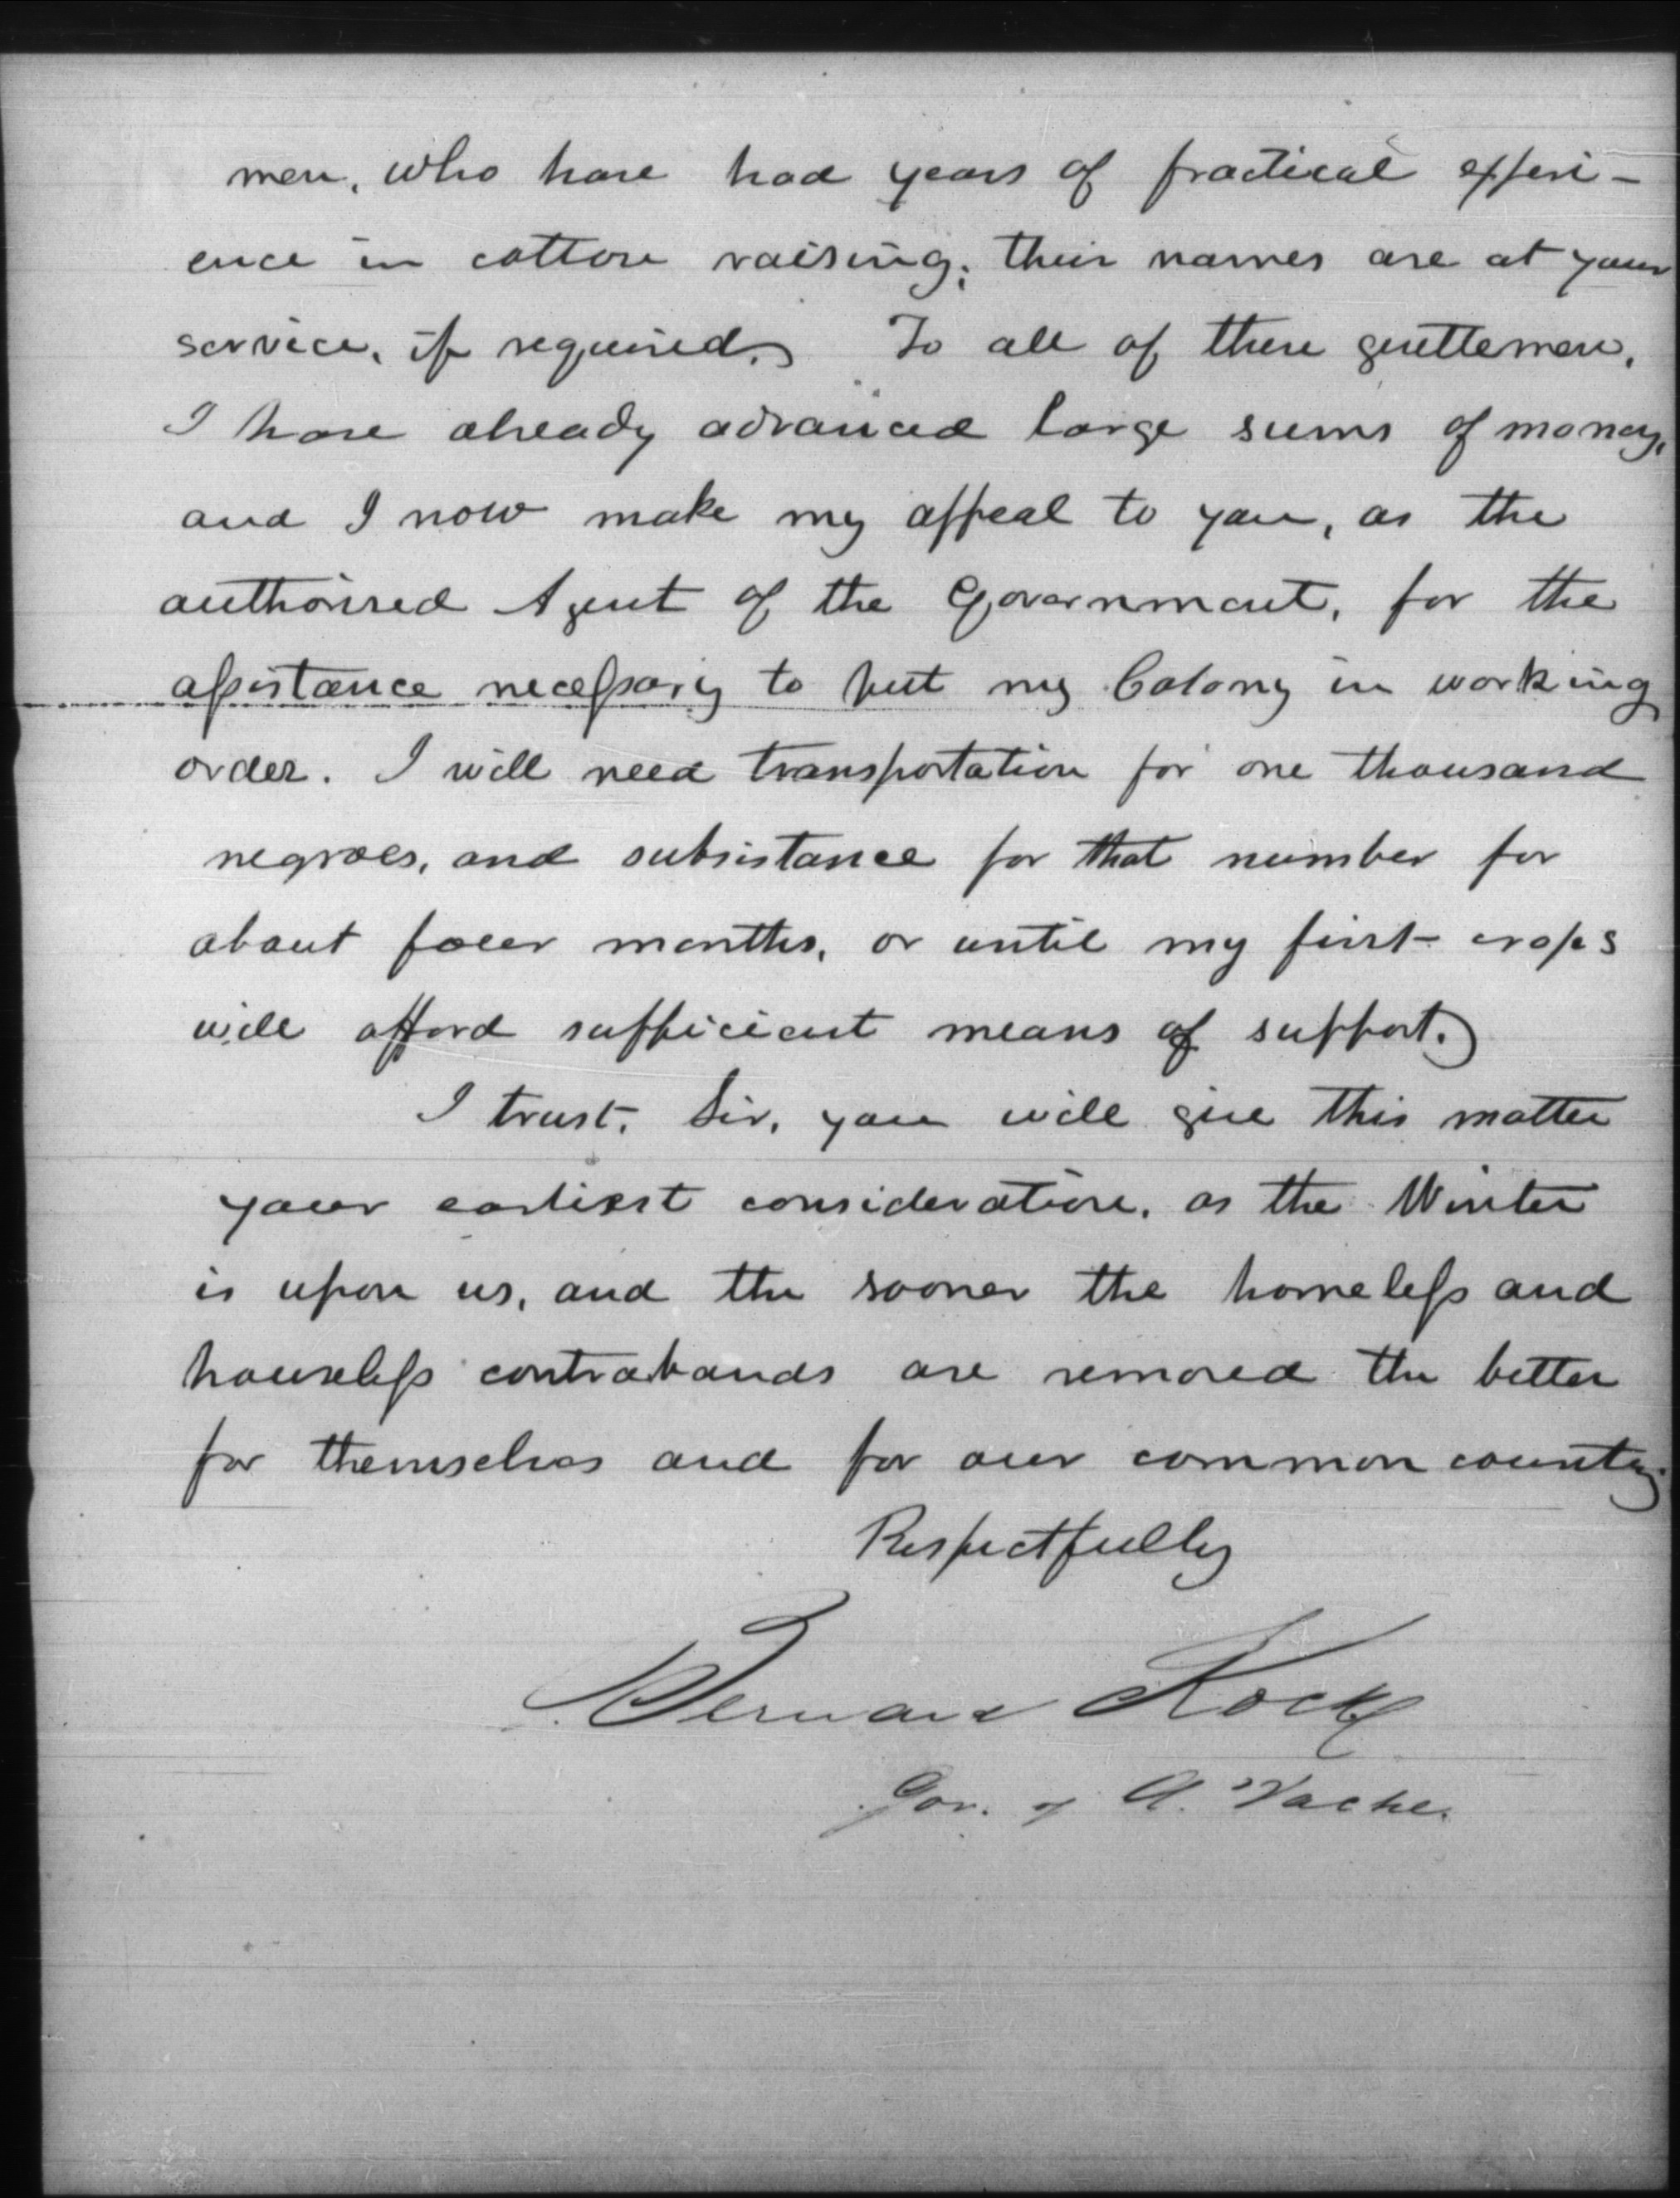 men, who have had years of practical experi-
ence in cotton raising; their names are at your
service, if required. To all of these gentlemen,
I have already advanced large sums of money,
and I now make my appeal to you, as the
authorised Agent of the Government, for the
assistance necessary to put my Colony in working
order. I will need transportation for one thousand
negroes, and subsistance for that number for
about four months, or until my first crops
will afford sufficient means of support.
I trust, Sir, you will give this matter
your earliest consideration, as the Winter
is upon us, and the sooner the homeless and
houseless contrabands are removed the better
for themselves and for our common country.
Respectfully
Bernard Kock
Gov. of A. Vache.